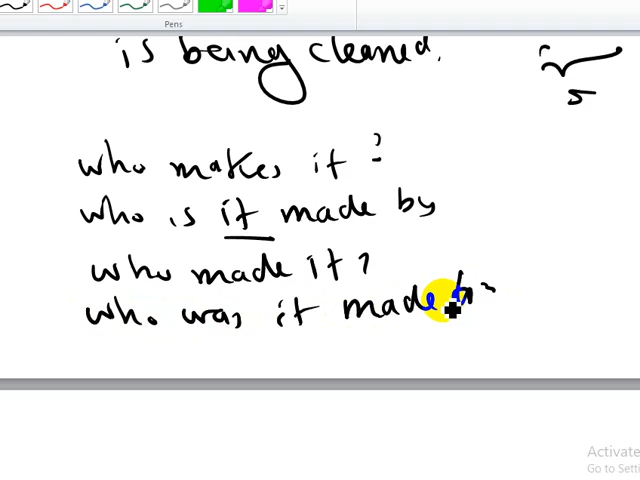 Pens
is being cleaned.
5
who makes it ?
who is it made by
who made it?
who was it made
Activate
Go to Setti